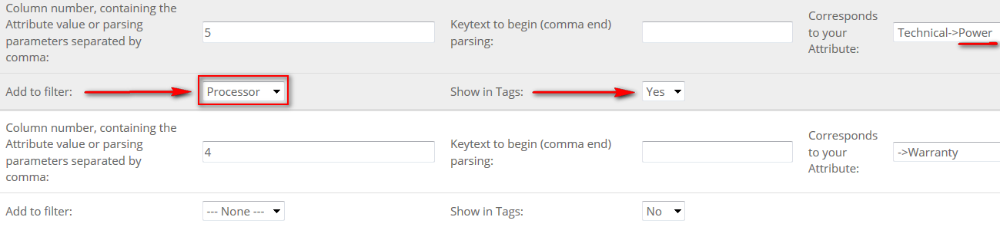 Column number, containing the
Attribute value or parsing
parameters separated by
comma:
5
Keytext to begin (comma end)
parsing:
Corresponds
to your
Attribute:
Technical->Power
Add to filter:
Processor
Show in Tags:
Yes
Column number, containing the
Attribute value or parsing
parameters separated by
comma:
4
Keytext to begin (comma end)
parsing:
Corresponds
to your
Attribute:
->Warranty
Add to filter:
--- None ---
Show in Tags:
No